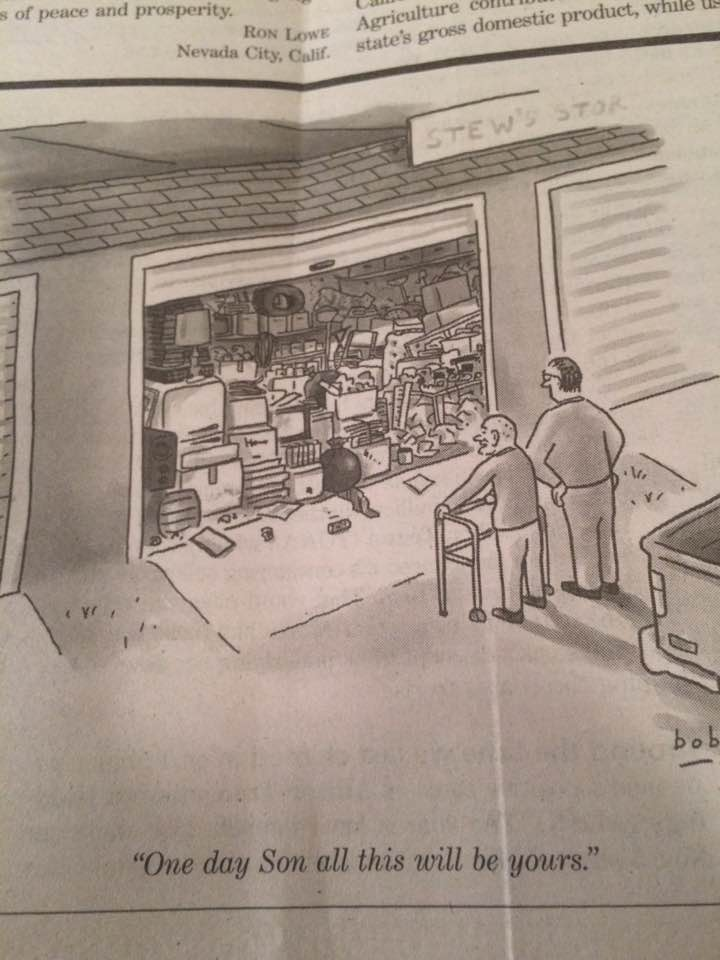 s of peace and prosperity.
RON LOWE
Nevada City, Calif.
Agriculture
state's gross domestic product, while us
STEW'S STOR
bob
"One day Son all this will be yours."